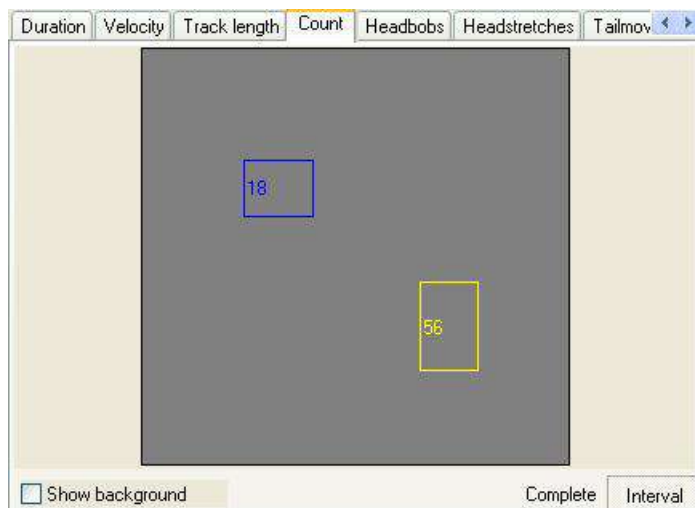 Duration Velocity Track length Count Headbobs Headstretches Tailmov
18
56
Show background Complete Interval